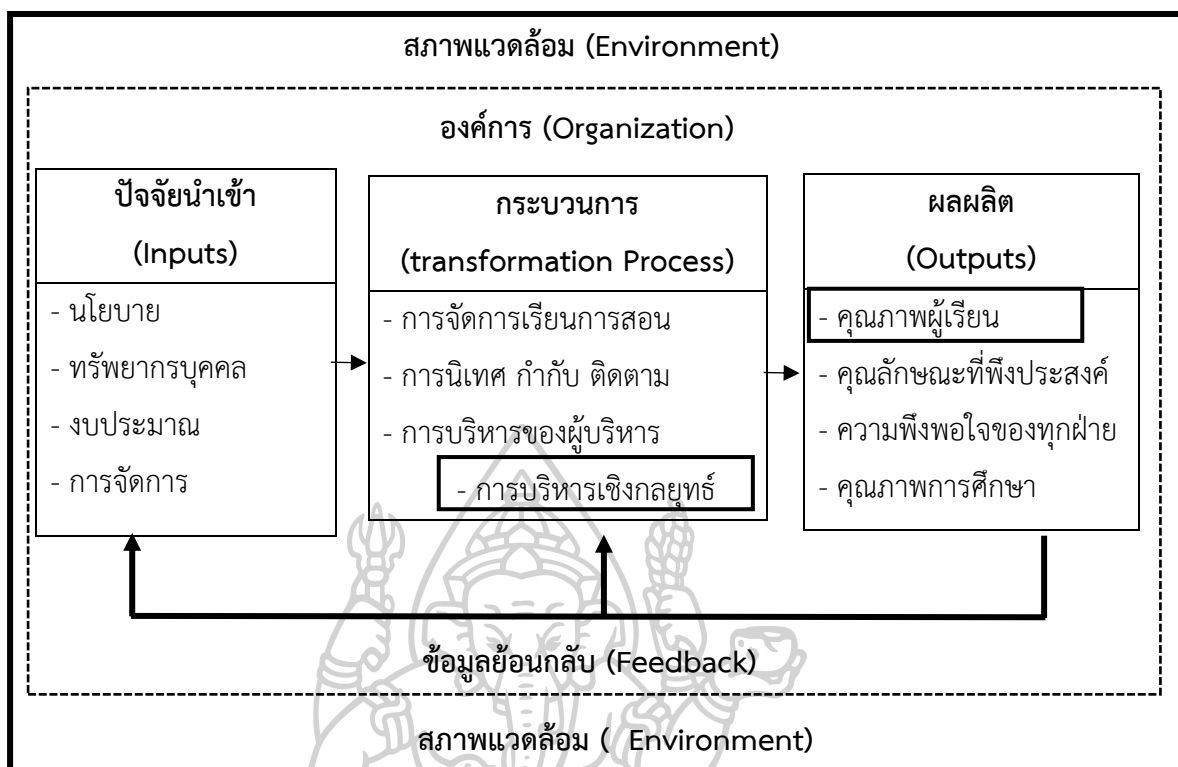 สภาพแวดล้อม (Environment)
องค์การ (Organization)
ปัจจัยนำเข้า
(Inputs)
- นโยบาย
- ทรัพยากรบุคคล
- งบประมาณ
- การจัดการ
กระบวนการ
(transformation Process)
- การจัดการเรียนการสอน
- การนิเทศ กำกับ ติดตาม
- การบริหารของผู้บริหาร
- การบริหารเชิงกลยุทธ์
ผลผลิต
(Outputs)
- คุณภาพผู้เรียน
- คุณลักษณะที่พึงประสงค์
- ความพึงพอใจของทุกฝ่าย
- คุณภาพการศึกษา
ข้อมูลย้อนกลับ (Feedback)
สภาพแวดล้อม ( Environment)